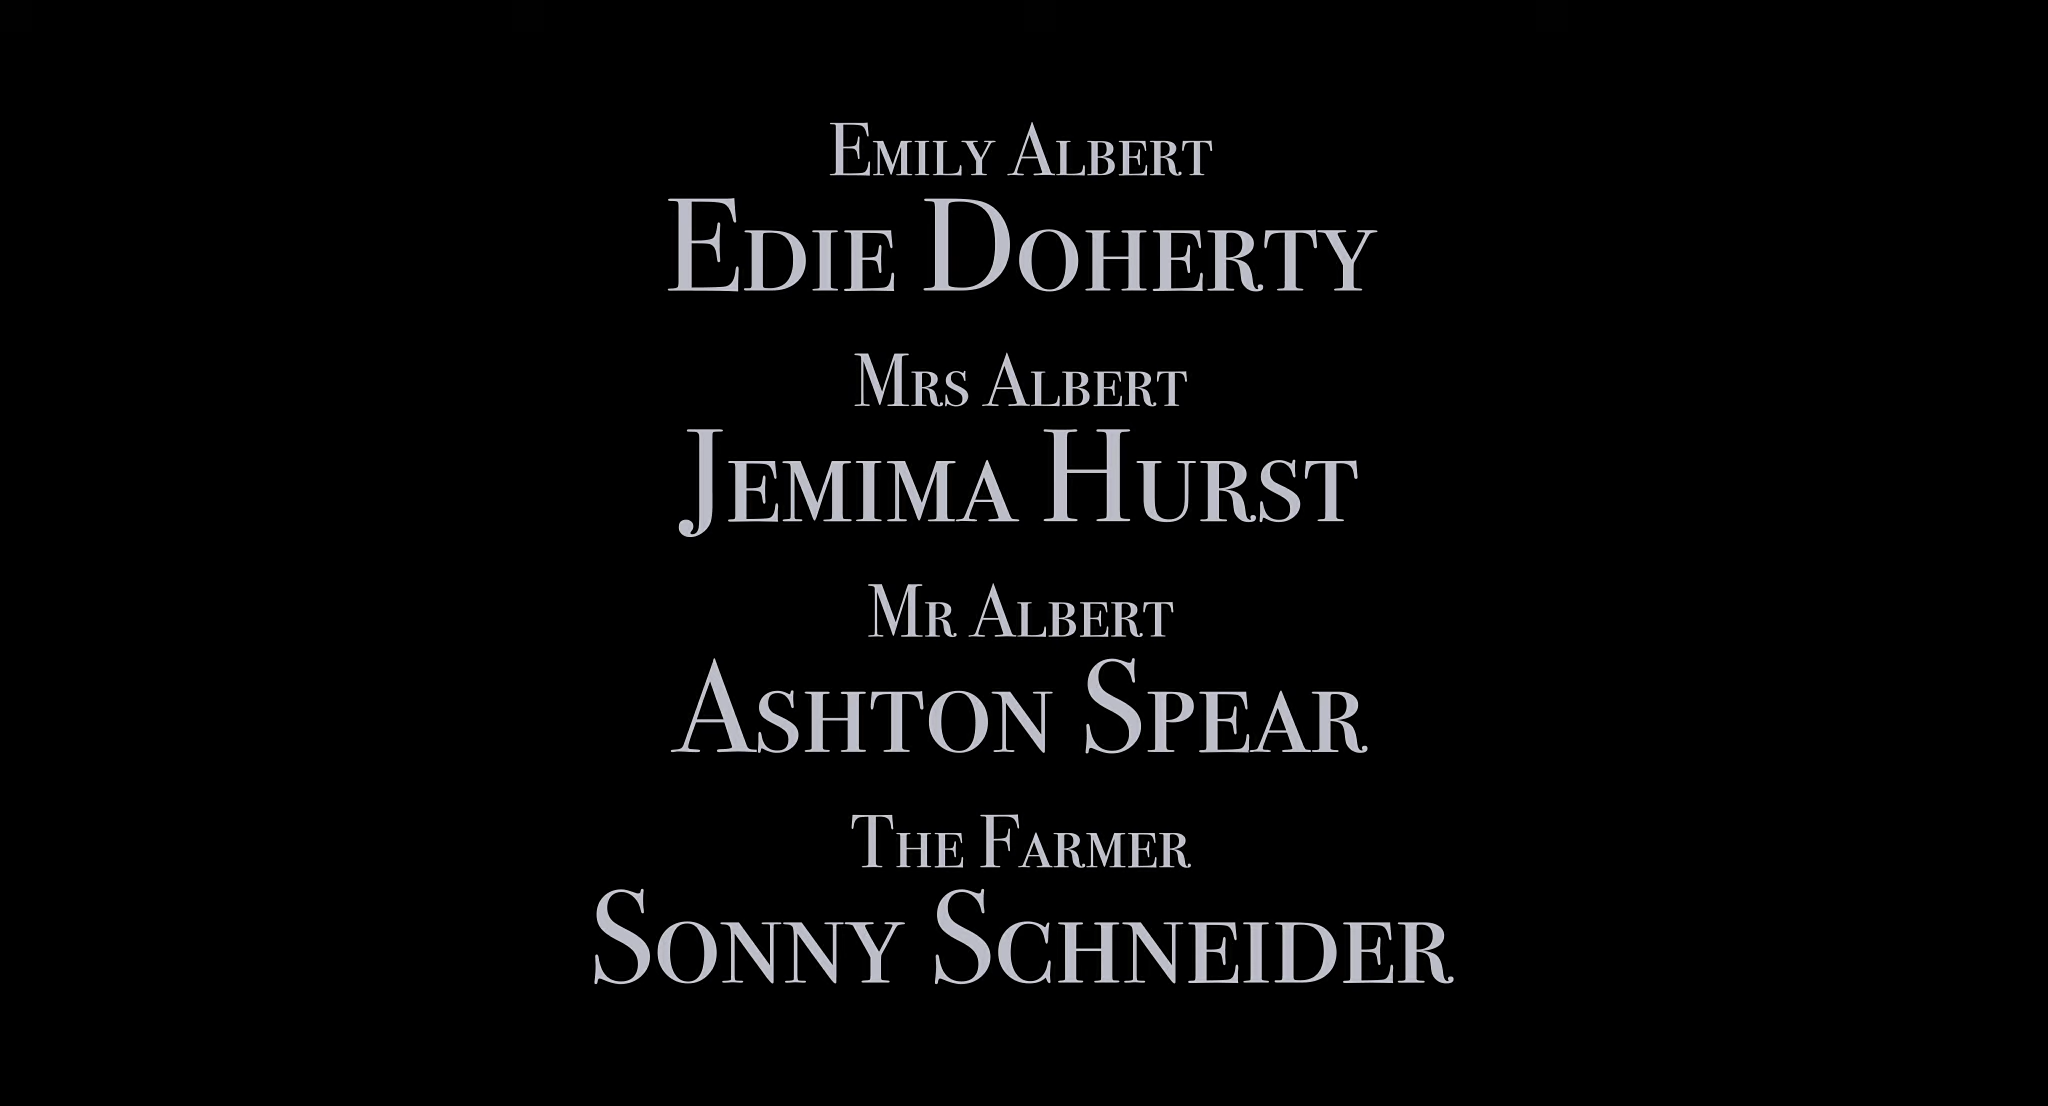 Emily Albert
Edie Doherty
Mrs Albert
Jemima Hurst
Mr Albert
Ashton Spear
The Farmer
Sonny Schneider